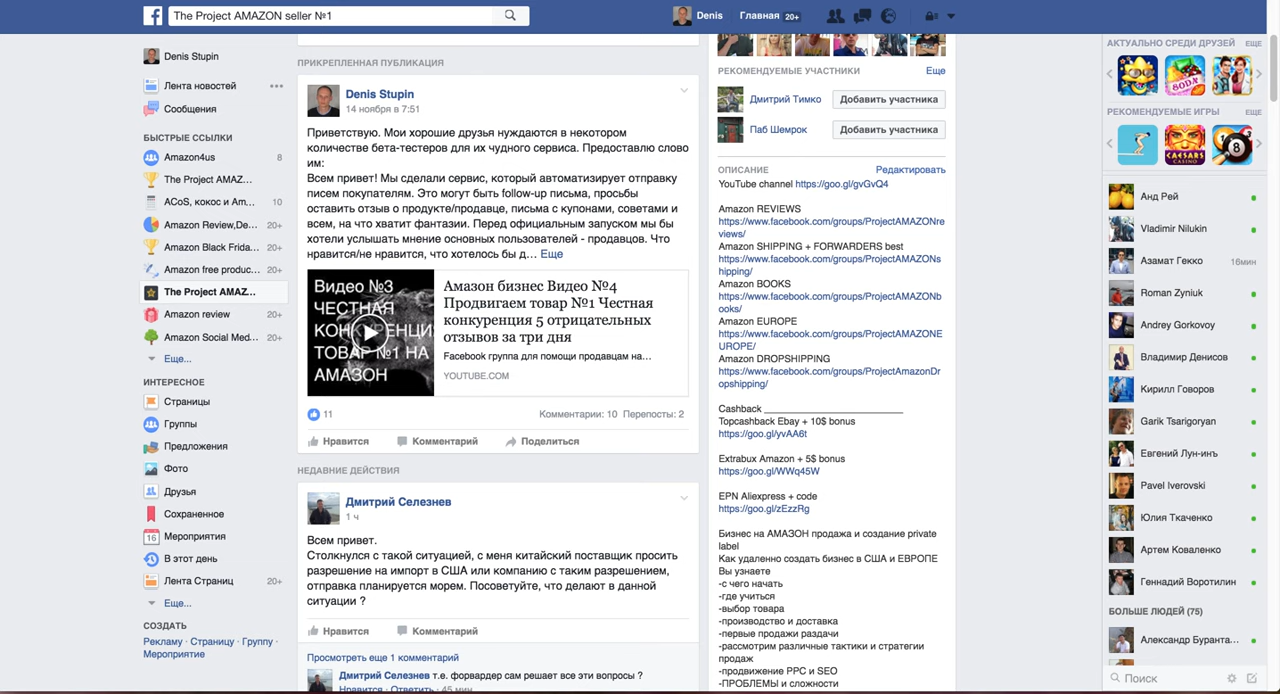 The Project AMAZON seller №1
Denis
Главная 20+
Denis Stupin
Лента новостей
Сообщения
БЫСТРЫЕ ССЫЛКИ
Amazon4us 8
The Project AMAZ...
ACoS, кокос и Am... 10
Amazon Review,De... 20+
Amazon Black Frida... 20+
Amazon free produc... 20+
The Project AMAZ...
Amazon review 20+
Amazon Social Med... 20+
Еще...
ИНТЕРЕСНОЕ
Страницы
Группы
Предложения
Фото
Друзья
Сохраненное
16 Мероприятия
В этот день
Лента Страниц 20+
Еще...
СОЗДАТЬ
Рекламу · Страницу · Группу ·
Мероприятие
ПРИКРЕПЛЕННАЯ ПУБЛИКАЦИЯ
Denis Stupin
14 ноября в 7:51
Приветствую. Мои хорошие друзья нуждаются в некотором
количестве бета-тестеров для их чудного сервиса. Предоставлю слово
им:
Всем привет! Мы сделали сервис, который автоматизирует отправку
писем покупателям. Это могут быть follow-up письма, просьбы
оставить отзыв о продукте/продавце, письма с купонами, советами и
всем, на что хватит фантазии. Перед официальным запуском мы бы
хотели услышать мнение основных пользователей - продавцов. Что
нравится/не нравится, что хотелось бы д... Еще
Видео №3
ЧЕСТНАЯ
КОНКУРЕНЦИ
ТОВАР №1 НА
АМАЗОН
Амазон бизнес Видео №4
Продвигаем товар №1 Честная
конкуренция 5 отрицательных
отзывов за три дня
Facebook группа для помощи продавцам на...
YOUTUBE.COM
11
Комментарии: 10 Перепосты: 2
Нравится Комментарий Поделиться
НЕДАВНИЕ ДЕЙСТВИЯ
Дмитрий Селезнев
1 ч
Всем привет.
Столкнулся с такой ситуацией, с меня китайский поставщик просить
разрешение на импорт в США или компанию с таким разрешением,
отправка планируется морем. Посоветуйте, что делают в данной
ситуации ?
Нравится Комментарий
Просмотреть еще 1 комментарий
Дмитрий Селезнев т.е. форвардер сам решает все эти вопросы ?
Нравится · Ответить · 45 мин
РЕКОМЕНДУЕМЫЕ УЧАСТНИКИ Еще
Дмитрий Тимко Добавить участника
Паб Шемрок Добавить участника
ОПИСАНИЕ Редактировать
YouTube channel https://goo.gl/gvGvQ4
Amazon REVIEWS
https://www.facebook.com/groups/ProjectAMAZONre
views/
Amazon SHIPPING + FORWARDERS best
https://www.facebook.com/groups/ProjectAMAZONs
hipping/
Amazon BOOKS
https://www.facebook.com/groups/ProjectAMAZONb
ooks/
Amazon EUROPE
https://www.facebook.com/groups/ProjectAMAZONE
UROPE/
Amazon DROPSHIPPING
https://www.facebook.com/groups/ProjectAmazonDr
opshipping/
Cashback
Topcashback Ebay + 10$ bonus
https://goo.gl/yvAA6t
Extrabux Amazon + 5$ bonus
https://goo.gl/WWq45W
EPN Aliexpress + code
https://goo.gl/zEzzRg
Бизнес на АМАЗОН продажа и создание private
label
Как удаленно создать бизнес в США и ЕВРОПЕ
Вы узнаете
-с чего начать
-где учиться
-выбор товара
-производство и доставка
-первые продажи раздачи
-рассмотрим различные тактики и стратегии
продаж
-продвижение PPC и SEO
-ПРОБЛЕМЫ и сложности
АКТУАЛЬНО СРЕДИ ДРУЗЕЙ ЕЩЕ
SODA
РЕКОМЕНДУЕМЫЕ ИГРЫ ЕЩЕ
CAESARS
CASINO
8
Анд Рей
Vladimir Nilukin
Азамат Гекко 16мин
Roman Zyniuk
Andrey Gorkovoy
Владимир Денисов
Кирилл Говоров
Garik Tsarigoryan
Евгений Лун-инъ
Pavel Iverovski
Юлия Ткаченко
Артем Коваленко
Геннадий Воротилин
БОЛЬШЕ ЛЮДЕЙ (75)
Александр Буранта...
Поиск